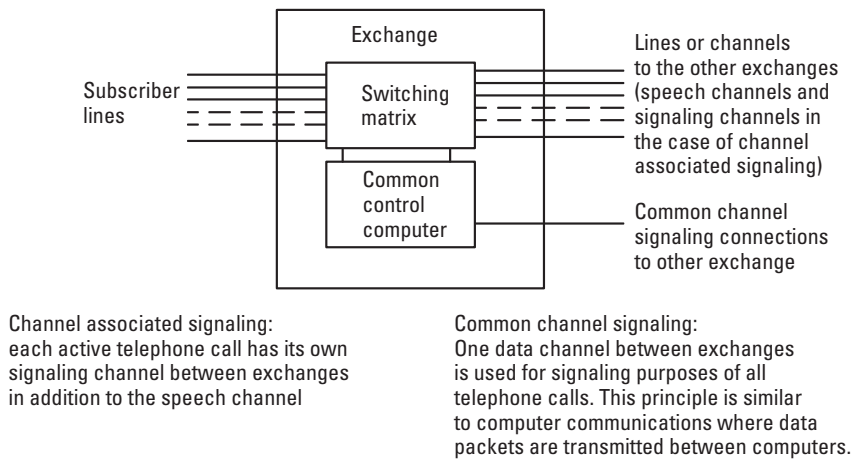 Exchange
Subscriber
lines
Switching
matrix
Common
control
computer
Lines or channels
to the other exchanges
(speech channels and
signaling channels in
the case of channel
associated signaling)
Common channel
signaling connections
to other exchange
Channel associated signaling:
each active telephone call has its own
signaling channel between exchanges
in addition to the speech channel
Common channel signaling:
One data channel between exchanges
is used for signaling purposes of all
telephone calls. This principle is similar
to computer communications where data
packets are transmitted between computers.